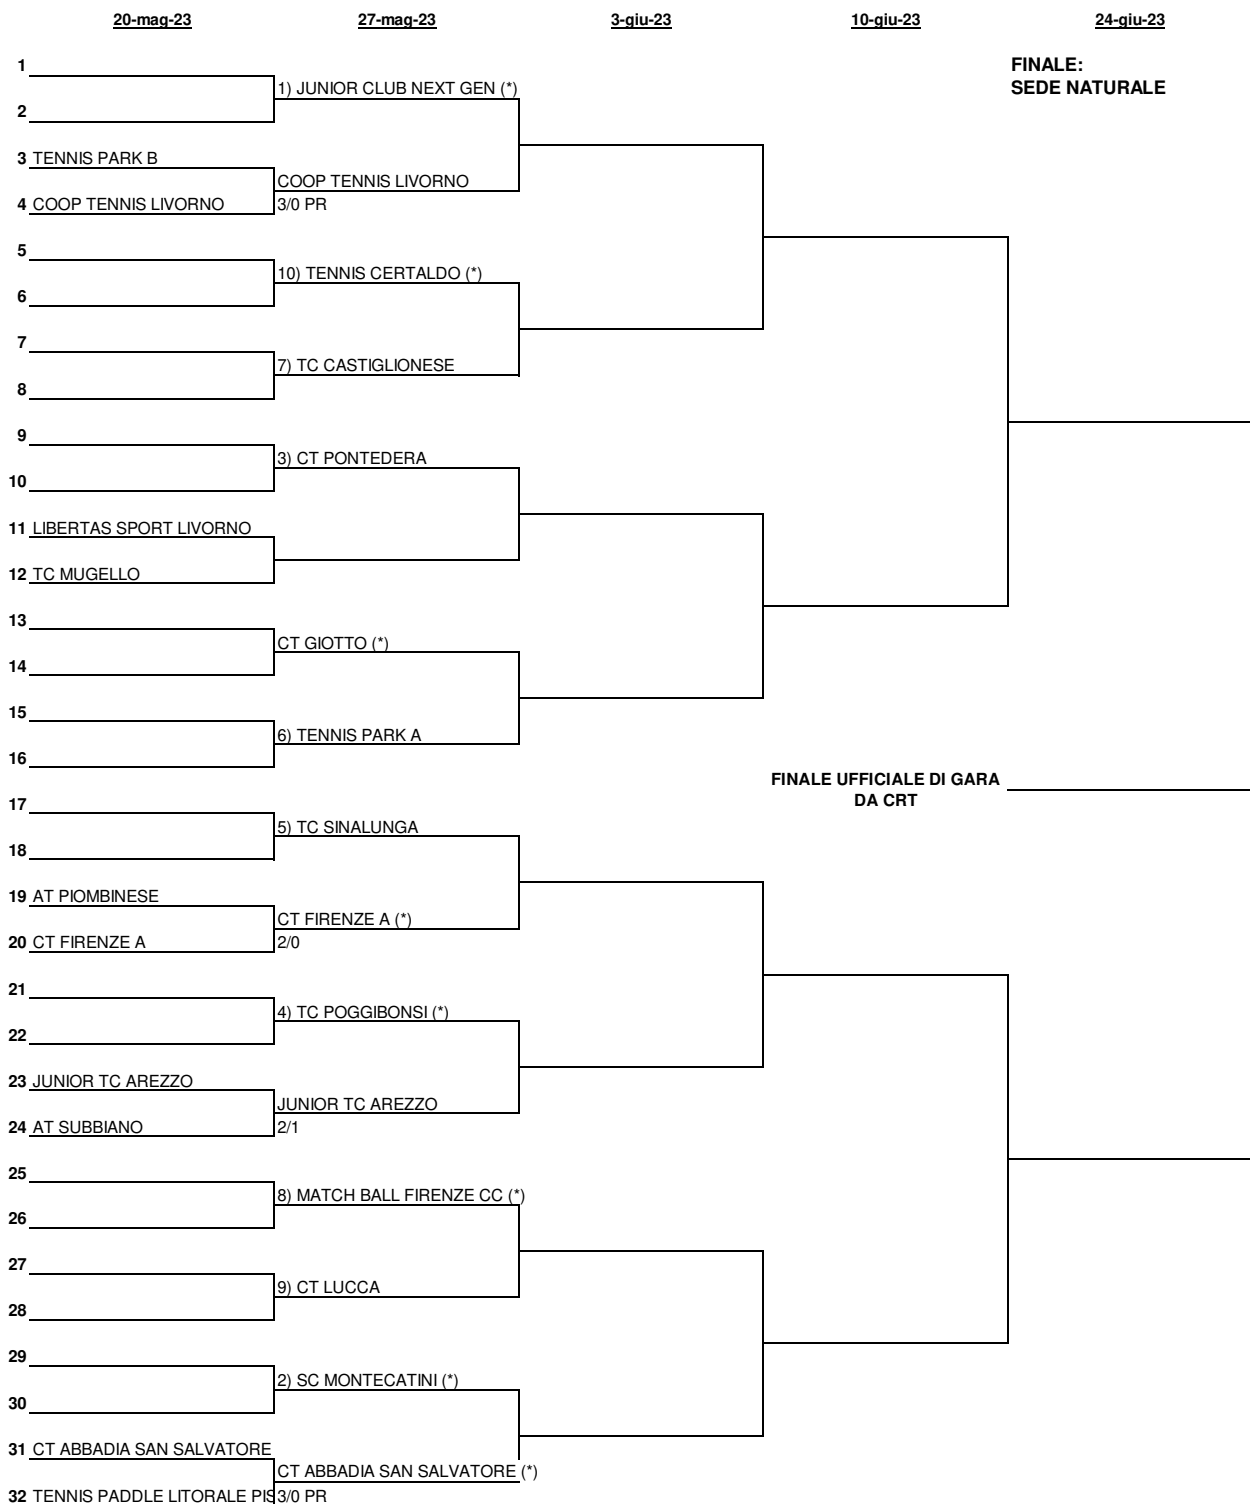 20-mag-23 27-mag-23 3-giu-23 10-giu-23 24-giu-23
1
FINALE:
SEDE NATURALE
1) JUNIOR CLUB NEXT GEN (*)
2
3 TENNIS PARK B
COOP TENNIS LIVORNO
4 COOP TENNIS LIVORNO 3/0 PR
5
10) TENNIS CERTALDO (*)
6
7
7) TC CASTIGLIONESE
8
9
3) CT PONTEDERA
10
11 LIBERTAS SPORT LIVORNO
12 TC MUGELLO
13
CT GIOTTO (*)
14
15
6) TENNIS PARK A
16
FINALE UFFICIALE DI GARA
DA CRT
17
5) TC SINALUNGA
18
19 AT PIOMBINESE
CT FIRENZE A (*)
20 CT FIRENZE A 2/0
21
4) TC POGGIBONSI (*)
22
23 JUNIOR TC AREZZO
JUNIOR TC AREZZO
24 AT SUBBIANO 2/1
25
8) MATCH BALL FIRENZE CC (*)
26
27
9) CT LUCCA
28
29
2) SC MONTECATINI (*)
30
31 CT ABBADIA SAN SALVATORE
CT ABBADIA SAN SALVATORE (*)
32 TENNIS PADDLE LITORALE PIS 3/0 PR